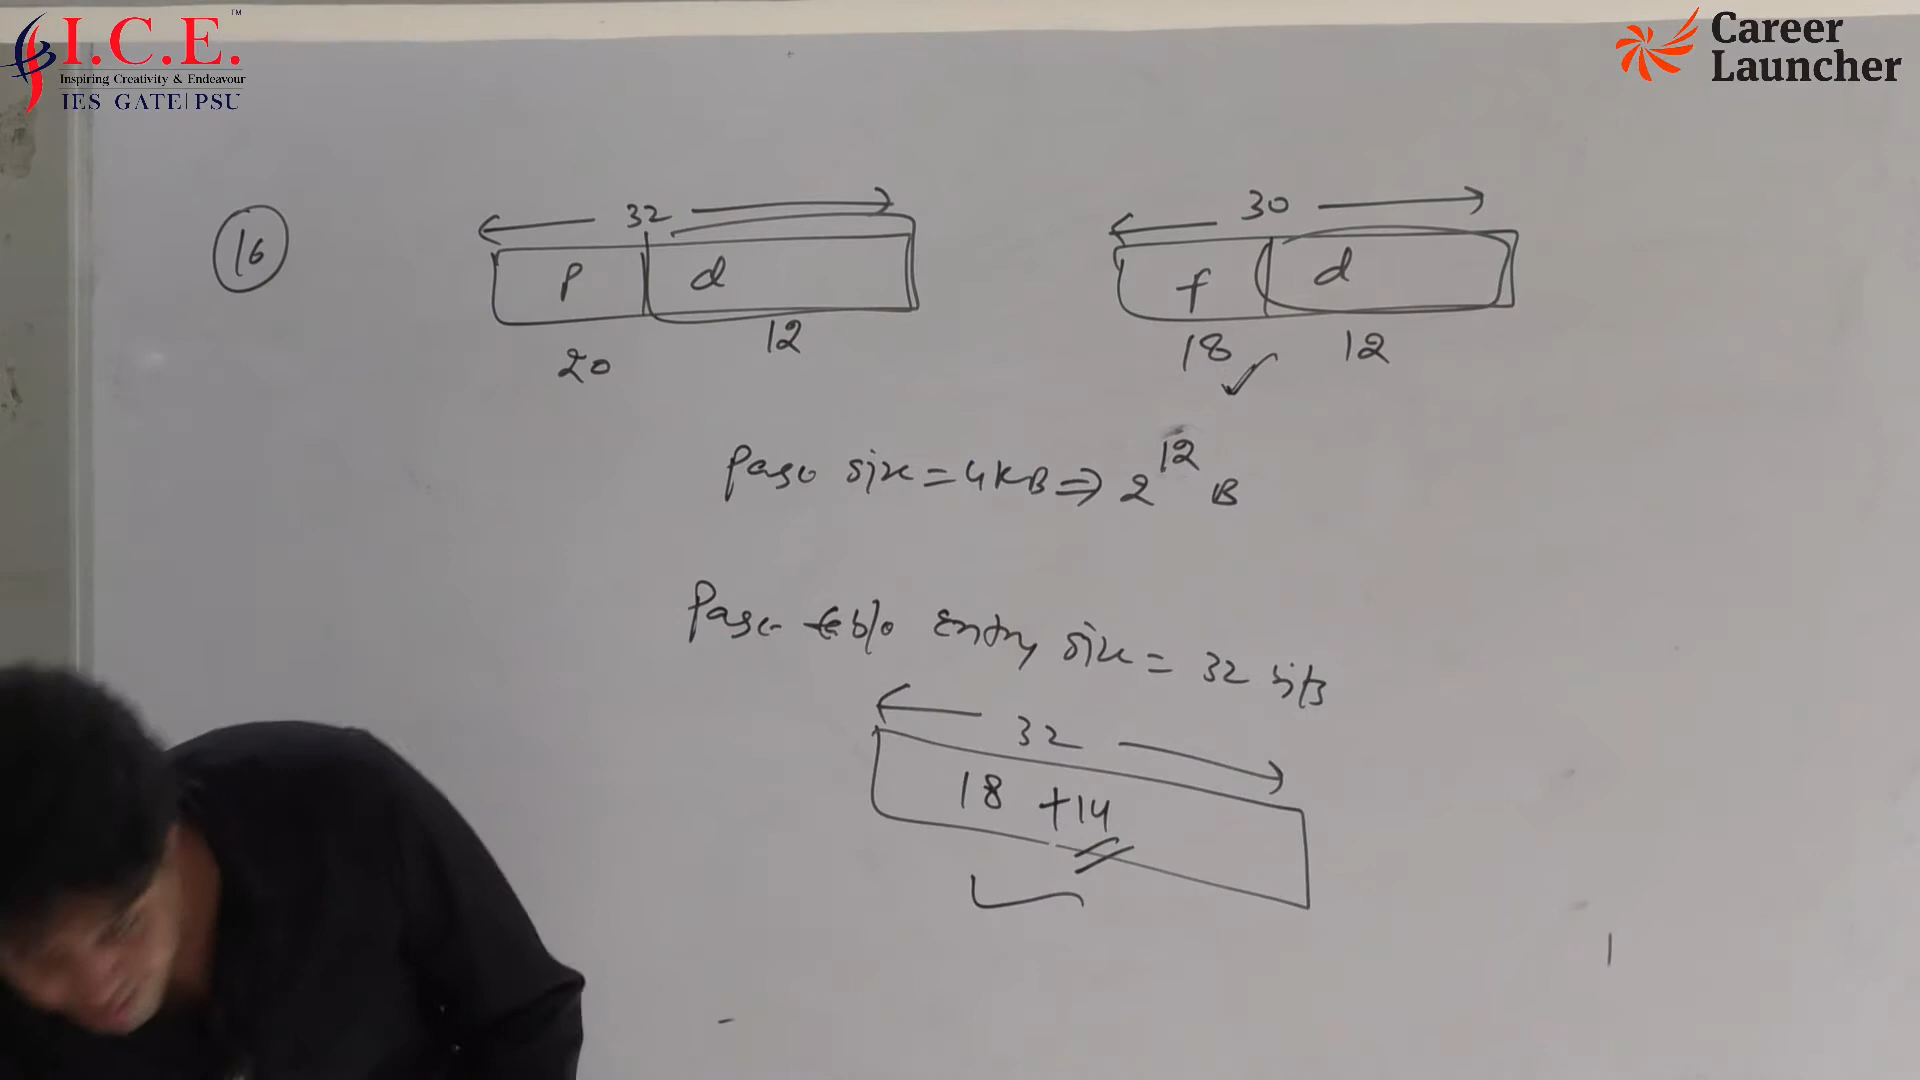 I.C.E.™
Inspiring Creativity & Endeavour
IES GATE|PSU
Career
Launcher
16
32
P d
20 12
30
f d
18 12
Page size = 4KB ⇒ 2^12 B
Page table entry size = 32 bits
32
18 + 14